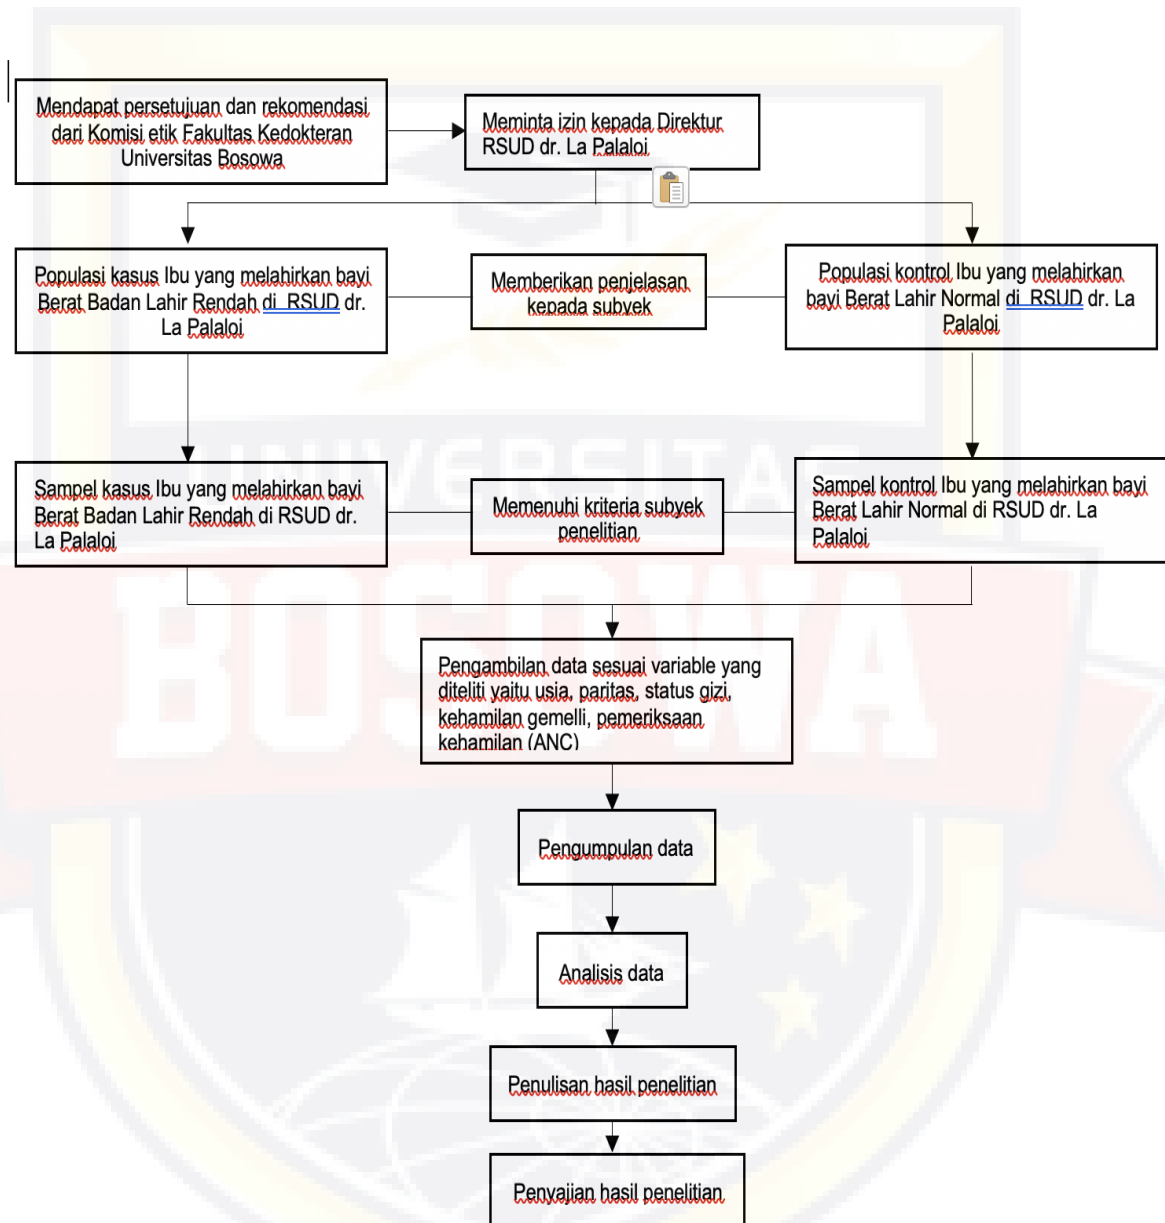 Mendapat persetujuan dan rekomendasi
dari Komisi etik Fakultas Kedokteran
Universitas Bosowa
Meminta izin kepada Direktur
RSUD dr. La Palaloi
Populasi kasus Ibu yang melahirkan bayi
Berat Badan Lahir Rendah di RSUD dr.
La Palaloi
Memberikan penjelasan
kepada subyek
Populasi kontrol Ibu yang melahirkan
bayi Berat Lahir Normal di RSUD dr. La
Palaloi
Sampel kasus Ibu yang melahirkan bayi
Berat Badan Lahir Rendah di RSUD dr.
La Palaloi
Memenuhi kriteria subyek
penelitian
Sampel kontrol Ibu yang melahirkan bayi
Berat Lahir Normal di RSUD dr. La
Palaloi
Pengambilan data sesuai variable yang
diteliti yaitu usia, paritas, status gizi,
kehamilan gemelli, pemeriksaan
kehamilan (ANC)
Pengumpulan data
Analisis data
Penulisan hasil penelitian
Penyajian hasil penelitian
UNIVERSITAS
BOSOWA